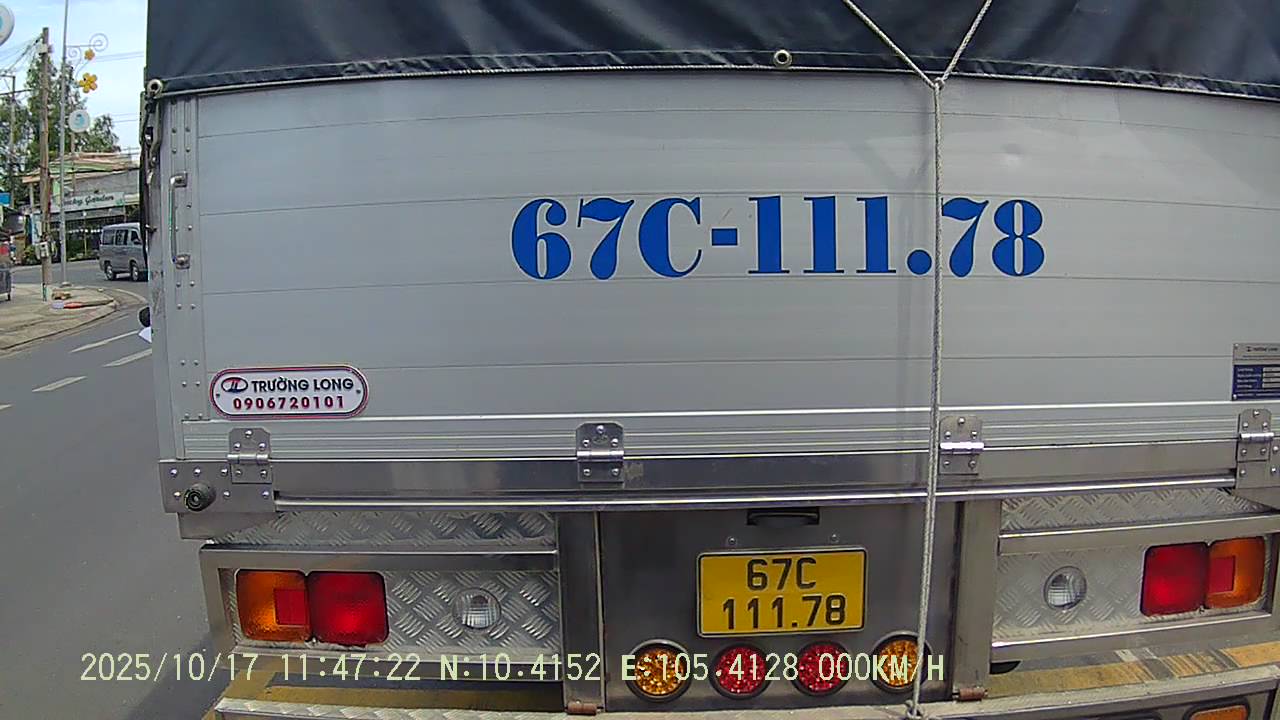 67C-111.78
TRƯỜNG LONG
0906720101
67C
111.78
2025/10/17 11:47:22 N:10.4152 E:105.4128 000KM/H